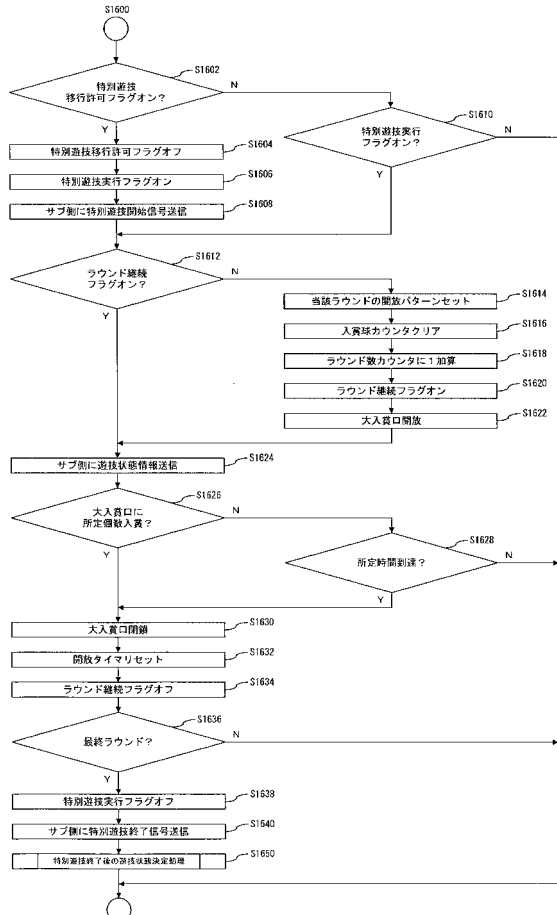 S1600
特別遊技
移行許可フラグオン？
S1602
N
Y
特別遊技移行許可フラグオフ
S1604
特別遊技実行フラグオン
S1606
サブ側に特別遊技開始信号送信
S1608
特別遊技実行
フラグオン？
S1610
N
Y
ラウンド継続
フラグオン？
S1612
N
Y
当該ラウンドの開放パターンセット
S1614
入賞球カウンタクリア
S1616
ラウンド数カウンタに１加算
S1618
ラウンド継続フラグオン
S1620
大入賞口開放
S1622
サブ側に遊技状態情報送信
S1624
大入賞口に
所定個数入賞？
S1626
N
Y
所定時間到達？
S1628
N
Y
大入賞口閉鎖
S1630
開放タイマリセット
S1632
ラウンド継続フラグオフ
S1634
最終ラウンド？
S1636
N
Y
特別遊技実行フラグオフ
S1638
サブ側に特別遊技終了信号送信
S1640
特別遊技終了後の遊技状態決定処理
S1650